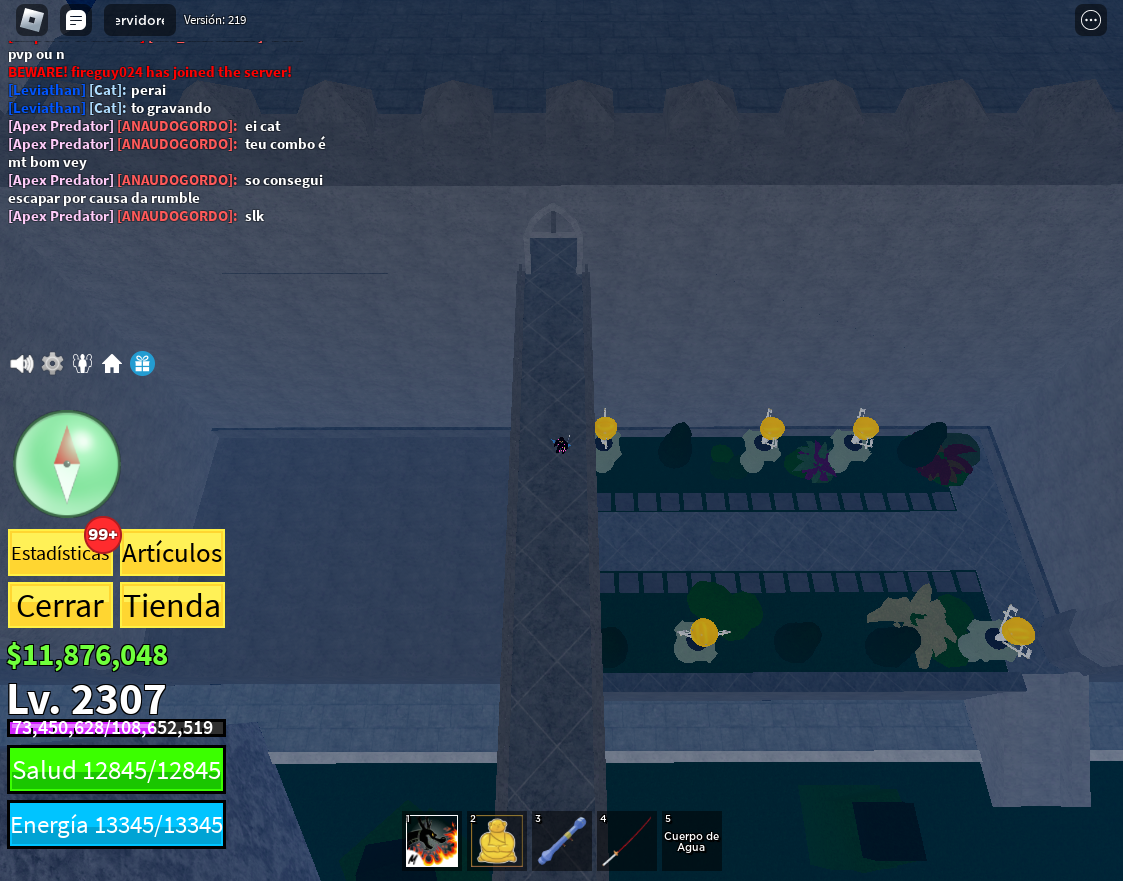 ervidore
Versión: 219
pvp ou n
BEWARE! fireguy024 has joined the server!
[Leviathan] [Cat]: perai
[Leviathan] [Cat]: to gravando
[Apex Predator] [ANAUDOGORDO]: ei cat
[Apex Predator] [ANAUDOGORDO]: teu combo é
mt bom vey
[Apex Predator] [ANAUDOGORDO]: so consegui
escapar por causa da rumble
[Apex Predator] [ANAUDOGORDO]: slk
99+
Estadísticas Artículos
Cerrar Tienda
$11,876,048
Lv. 2307
73,450,628/108,652,519
Salud 12845/12845
Energía 13345/13345
1 2 3 4 5
Cuerpo de
Agua